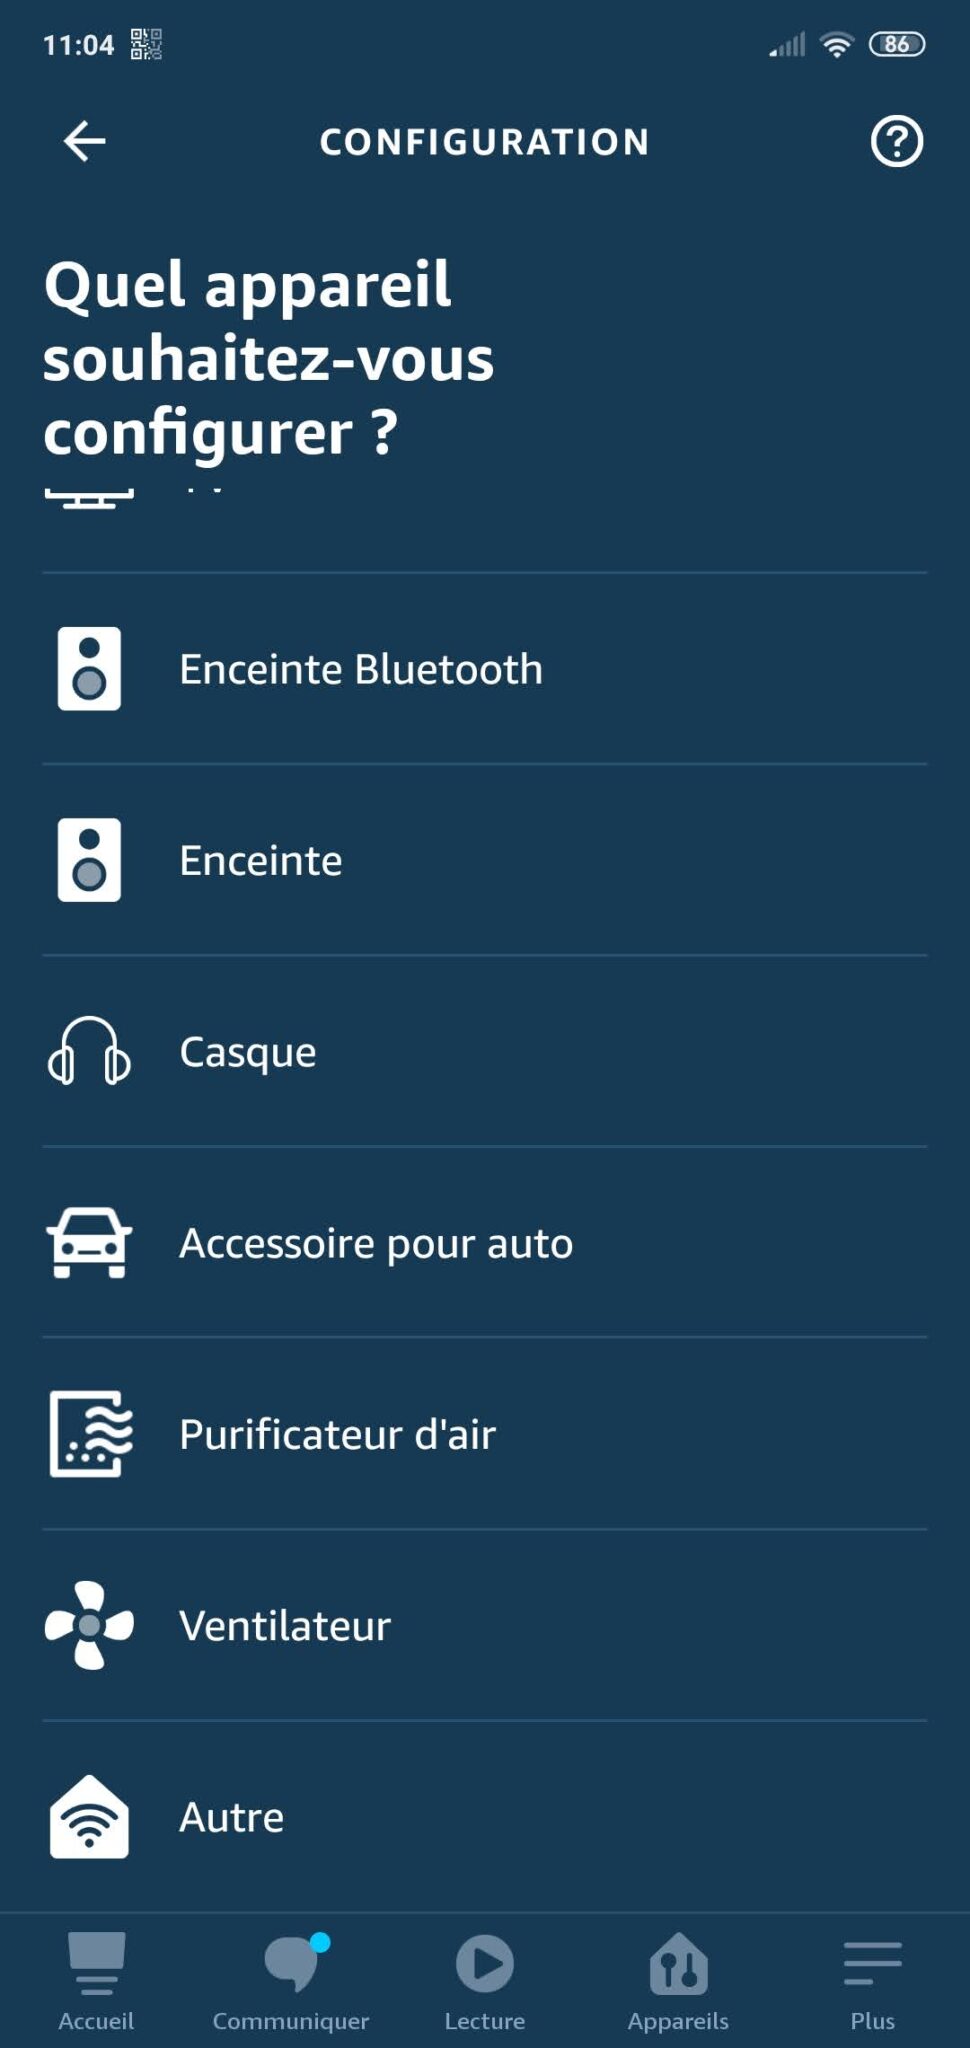 11:04
86
CONFIGURATION
Quel appareil
souhaitez-vous
configurer ?
Enceinte Bluetooth
Enceinte
Casque
Accessoire pour auto
Purificateur d'air
Ventilateur
Autre
Accueil
Communiquer
Lecture
Appareils
Plus